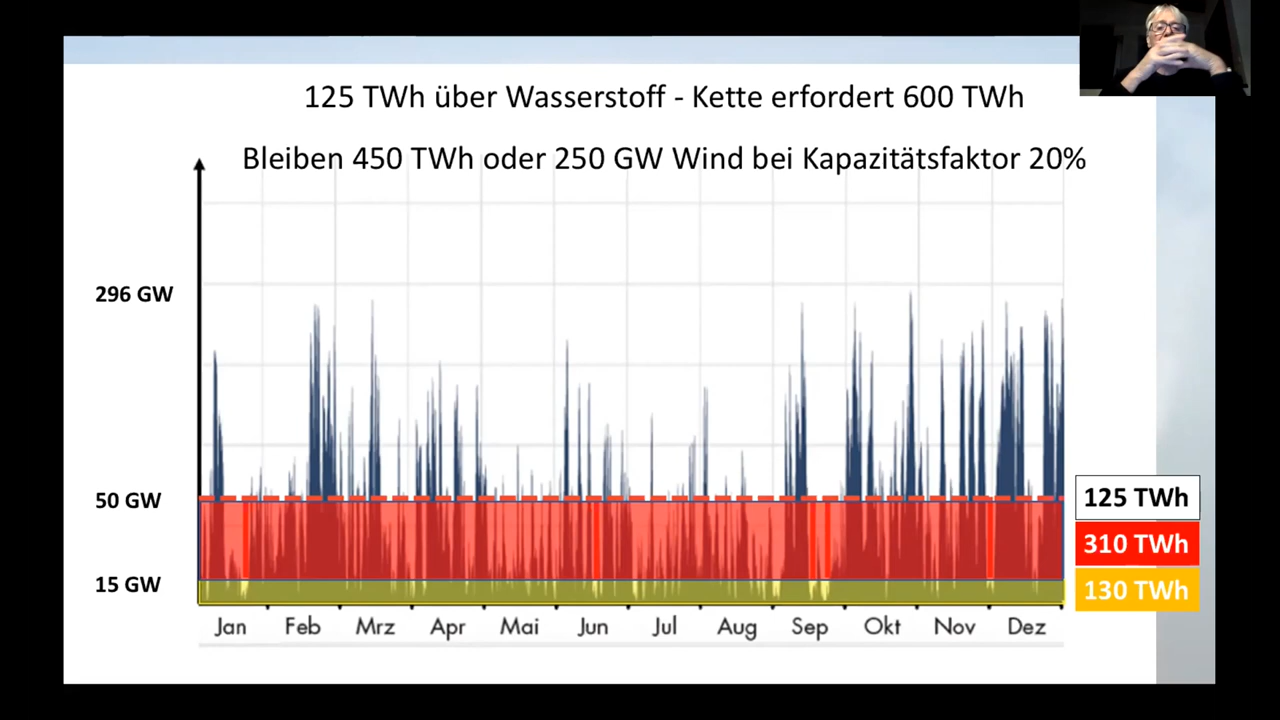 125 TWh über Wasserstoff - Kette erfordert 600 TWh
Bleiben 450 TWh oder 250 GW Wind bei Kapazitätsfaktor 20%
296 GW
50 GW
15 GW
125 TWh
310 TWh
130 TWh
Jan Feb Mrz Apr Mai Jun Jul Aug Sep Okt Nov Dez